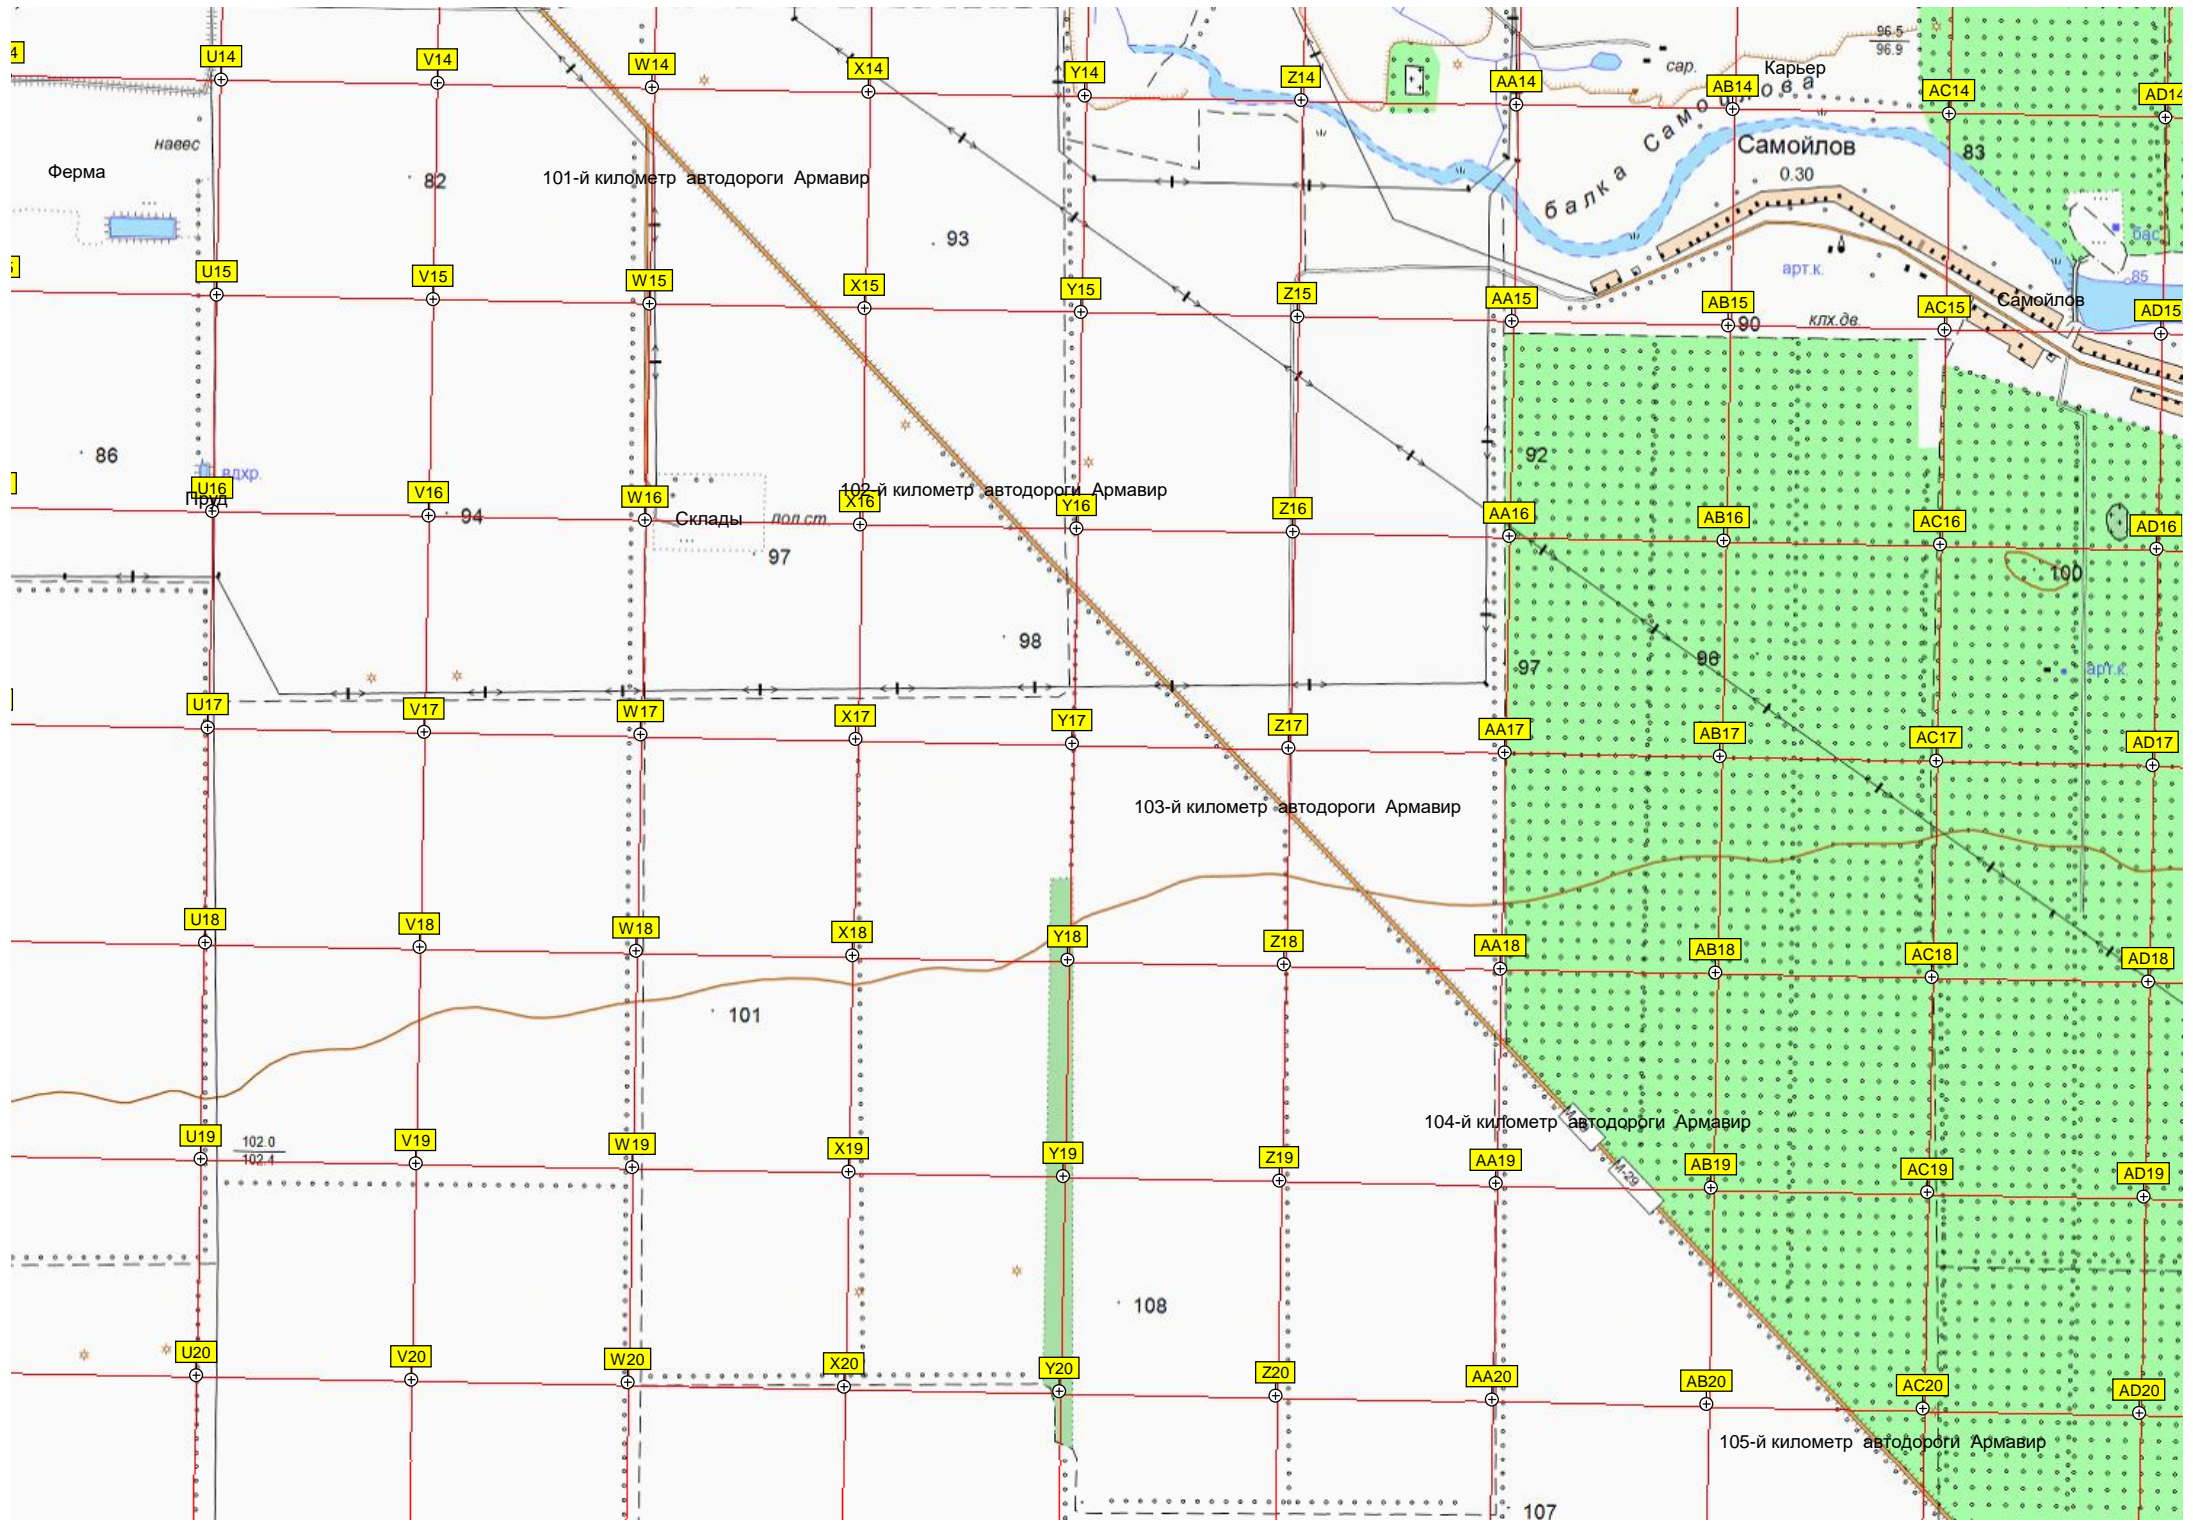 4
U14
V14
W14
X14
Y14
Z14
AA14
AB14
AC14
AD14
96.5
96.9
сар.
Карьер
навес
Ферма
82
101-й километр автодороги Армавир
93
балка Самойлова
Самойлов
0.30
83
бас.
85
арт.к.
5
U15
V15
W15
X15
Y15
Z15
AA15
AB15
90
клх.дв.
AC15
Самойлов
AD15
86
вдхр.
92
U16
Пруд
V16
94
W16
Склады
пол.ст.
102-й километр автодороги Армавир
X16
Y16
Z16
AA16
AB16
AC16
AD16
97
100
98
97
96
арт.к.
U17
V17
W17
X17
Y17
Z17
AA17
AB17
AC17
AD17
103-й километр автодороги Армавир
U18
V18
W18
X18
Y18
Z18
AA18
AB18
AC18
AD18
101
104-й километр автодороги Армавир
U19
102.0
102.4
V19
W19
X19
Y19
Z19
AA19
М-29
AB19
AC19
AD19
108
U20
V20
W20
X20
Y20
Z20
AA20
AB20
AC20
AD20
105-й километр автодороги Армавир
107